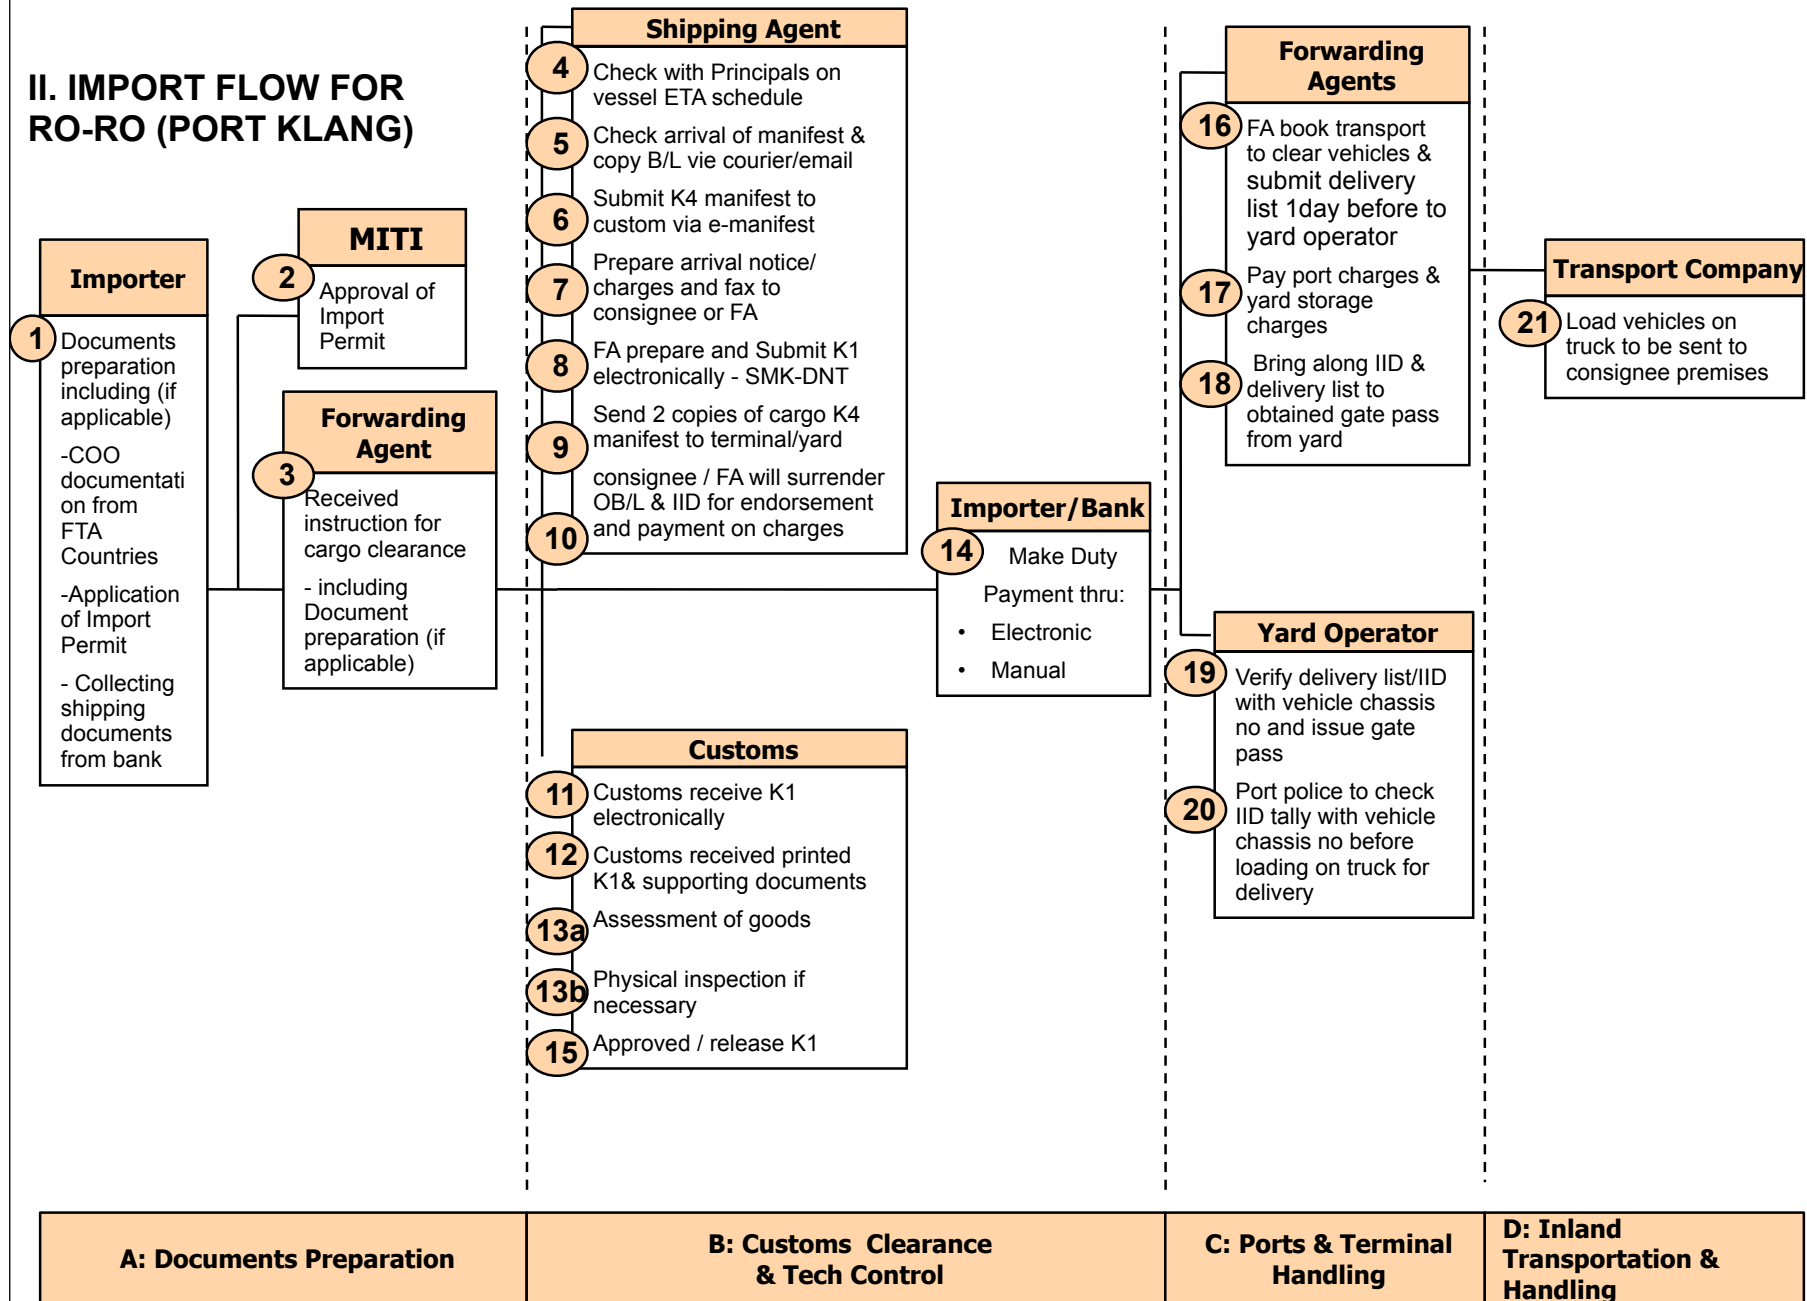 II. IMPORT FLOW FOR
RO-RO (PORT KLANG)
Importer
1
Documents
preparation
including (if
applicable)
-COO
documentati
on from
FTA
Countries
-Application
of Import
Permit
- Collecting
shipping
documents
from bank
MITI
2
Approval of
Import
Permit
Forwarding
Agent
3
Received
instruction for
cargo clearance
- including
Document
preparation (if
applicable)
Shipping Agent
4
Check with Principals on
vessel ETA schedule
5
Check arrival of manifest &
copy B/L vie courier/email
6
Submit K4 manifest to
custom via e-manifest
7
Prepare arrival notice/
charges and fax to
consignee or FA
8
FA prepare and Submit K1
electronically - SMK-DNT
9
Send 2 copies of cargo K4
manifest to terminal/yard
10
consignee / FA will surrender
OB/L & IID for endorsement
and payment on charges
Customs
11
Customs receive K1
electronically
12
Customs received printed
K1& supporting documents
13a
Assessment of goods
13b
Physical inspection if
necessary
15
Approved / release K1
Importer/Bank
14
Make Duty
Payment thru:
• Electronic
• Manual
Forwarding
Agents
16
FA book transport
to clear vehicles &
submit delivery
list 1day before to
yard operator
17
Pay port charges &
yard storage
charges
18
Bring along IID &
delivery list to
obtained gate pass
from yard
Yard Operator
19
Verify delivery list/IID
with vehicle chassis
no and issue gate
pass
20
Port police to check
IID tally with vehicle
chassis no before
loading on truck for
delivery
Transport Company
21
Load vehicles on
truck to be sent to
consignee premises
A: Documents Preparation
B: Customs Clearance
& Tech Control
C: Ports & Terminal
Handling
D: Inland
Transportation &
Handling